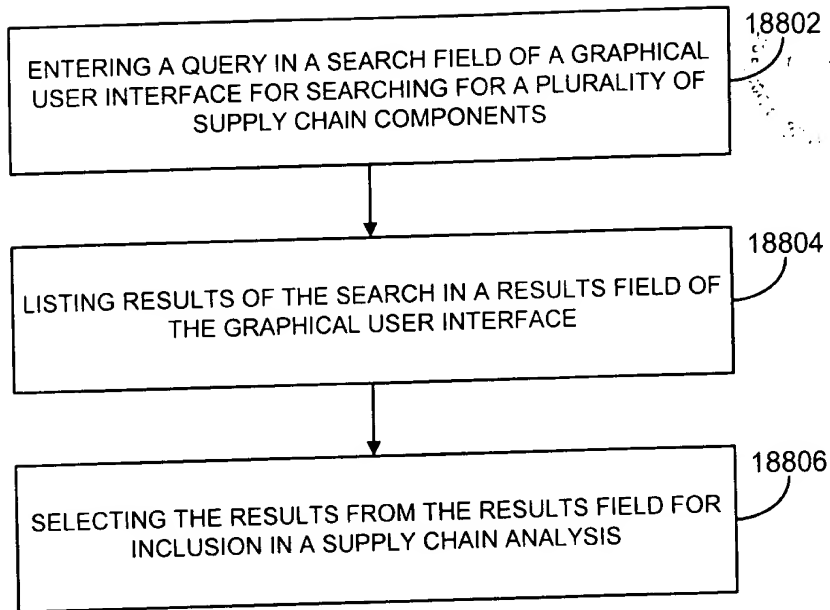 18802
ENTERING A QUERY IN A SEARCH FIELD OF A GRAPHICAL
USER INTERFACE FOR SEARCHING FOR A PLURALITY OF
SUPPLY CHAIN COMPONENTS
18804
LISTING RESULTS OF THE SEARCH IN A RESULTS FIELD OF
THE GRAPHICAL USER INTERFACE
18806
SELECTING THE RESULTS FROM THE RESULTS FIELD FOR
INCLUSION IN A SUPPLY CHAIN ANALYSIS